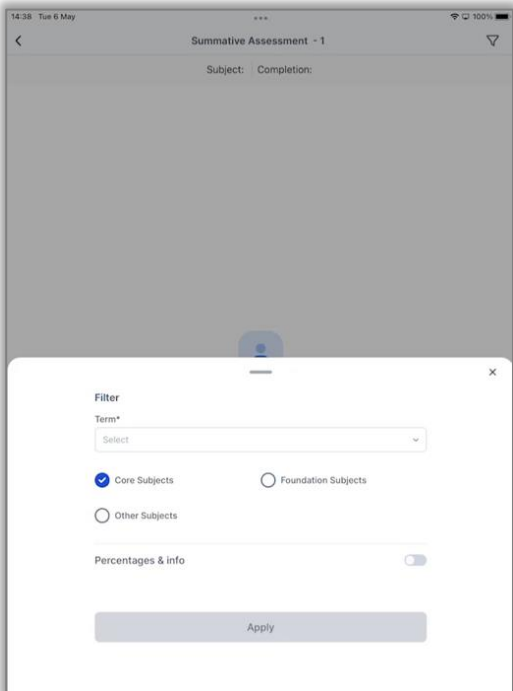 14:38 Tue 6 May 100%
Summative Assessment - 1
Subject: Completion:
Filter
Term*
Select
Core Subjects Foundation Subjects
Other Subjects
Percentages & info
Apply